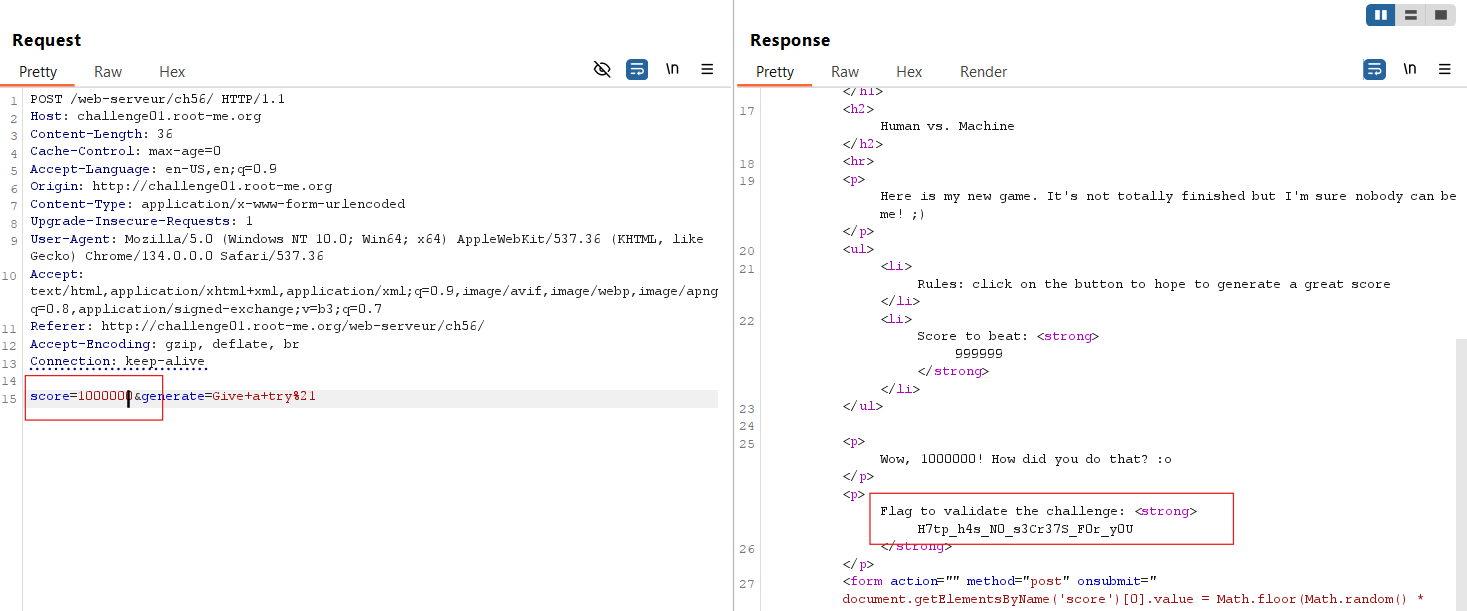 Request
Pretty Raw Hex
\n
1 POST /web-serveur/ch56/ HTTP/1.1
2 Host: challenge01.root-me.org
3 Content-Length: 36
4 Cache-Control: max-age=0
5 Accept-Language: en-US,en;q=0.9
6 Origin: http://challenge01.root-me.org
7 Content-Type: application/x-www-form-urlencoded
8 Upgrade-Insecure-Requests: 1
9 User-Agent: Mozilla/5.0 (Windows NT 10.0; Win64; x64) AppleWebKit/537.36 (KHTML, like
Gecko) Chrome/134.0.0.0 Safari/537.36
10 Accept:
text/html,application/xhtml+xml,application/xml;q=0.9,image/avif,image/webp,image/apng
q=0.8,application/signed-exchange;v=b3;q=0.7
11 Referer: http://challenge01.root-me.org/web-serveur/ch56/
12 Accept-Encoding: gzip, deflate, br
13 Connection: keep-alive
14
15 score=1000000&generate=Give+a+try%21
Response
Pretty Raw Hex Render
\n
</h1>
17 <h2>
Human vs. Machine
</h2>
18 <hr>
19 <p>
Here is my new game. It's not totally finished but I'm sure nobody can be
me! ;)
</p>
20 <ul>
21 <li>
Rules: click on the button to hope to generate a great score
</li>
22 <li>
Score to beat: <strong>
999999
</strong>
</li>
23 </ul>
24
25 <p>
Wow, 1000000! How did you do that? :o
</p>
<p>
Flag to validate the challenge: <strong>
H7tp_h4s_N0_s3Cr37S_F0r_y0U
</strong>
26 </p>
27 <form action="" method="post" onsubmit="
document.getElementsByName('score')[0].value = Math.floor(Math.random() *